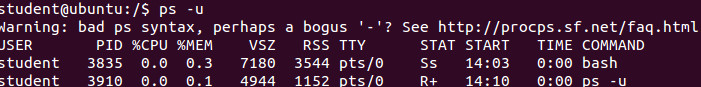 student@ubuntu:/$ ps -u
Warning: bad ps syntax, perhaps a bogus '-'? See http://procps.sf.net/faq.html
USER       PID %CPU %MEM    VSZ   RSS TTY      STAT START   TIME COMMAND
student   3835  0.0  0.3   7180  3544 pts/0    Ss   14:03   0:00 bash
student   3910  0.0  0.1   4944  1152 pts/0    R+   14:10   0:00 ps -u